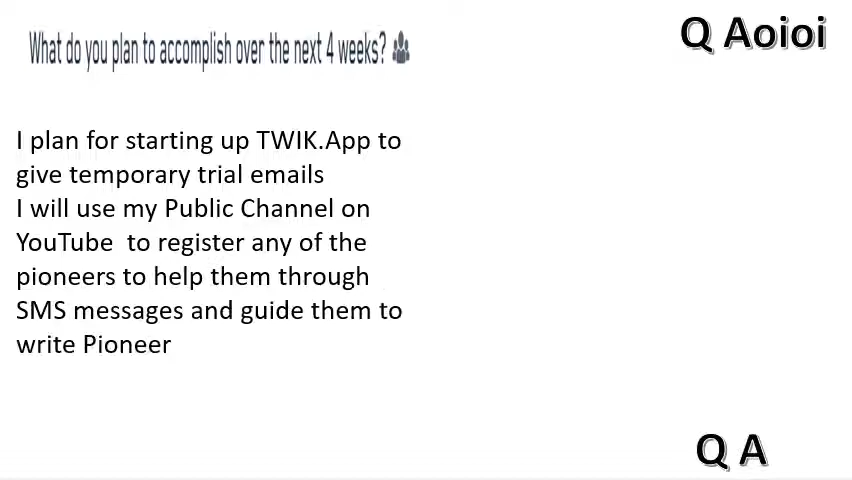 What do you plan to accomplish over the next 4 weeks?
Q Aoioi
I plan for starting up TWIK.App to
give temporary trial emails
I will use my Public Channel on
YouTube  to register any of the
pioneers to help them through
SMS messages and guide them to
write Pioneer
Q A